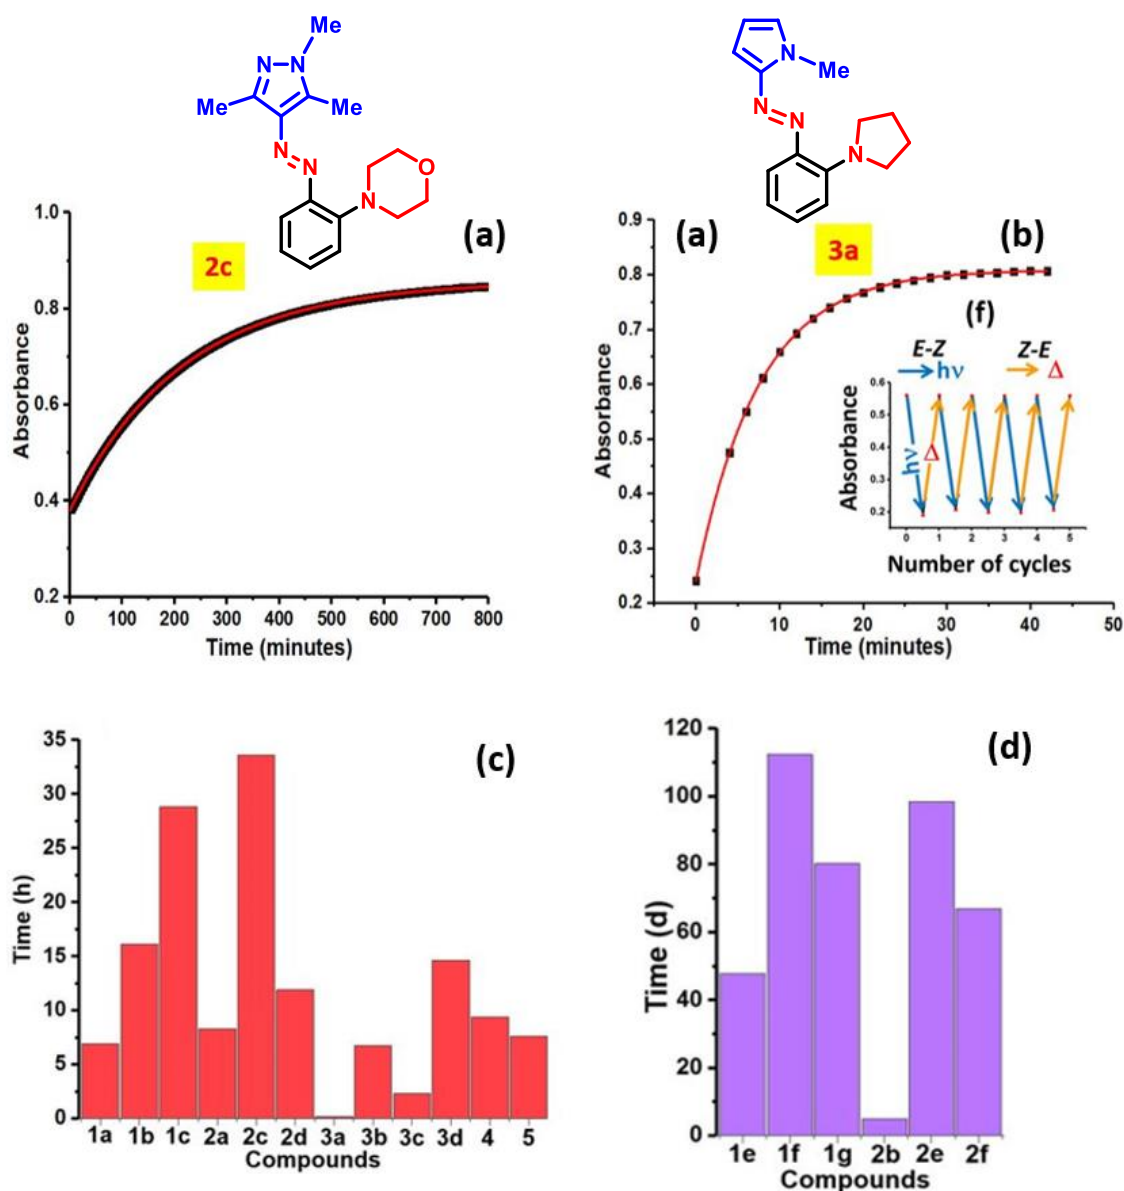 Me
N
N
Me
Me
N
N
N
O
2c
(a)
Absorbance
1.0
0.8
0.6
0.4
0.2
0 100 200 300 400 500 600 700 800
Time (minutes)
N
Me
N
N
N
(a)
3a
(b)
Absorbance
0.9
0.8
0.7
0.6
0.5
0.4
0.3
0.2
0 10 20 30 40 50
Time (minutes)
(f)
E-Z
hν
Z-E
Δ
Absorbance
0.6
0.5
0.4
0.3
0.2
hν
Δ
0 1 2 3 4 5
Number of cycles
(c)
Time (h)
35
30
25
20
15
10
5
0
1a 1b 1c 2a 2c 2d 3a 3b 3c 3d 4 5
Compounds
(d)
Time (d)
120
100
80
60
40
20
0
1e 1f 1g 2b 2e 2f
Compounds